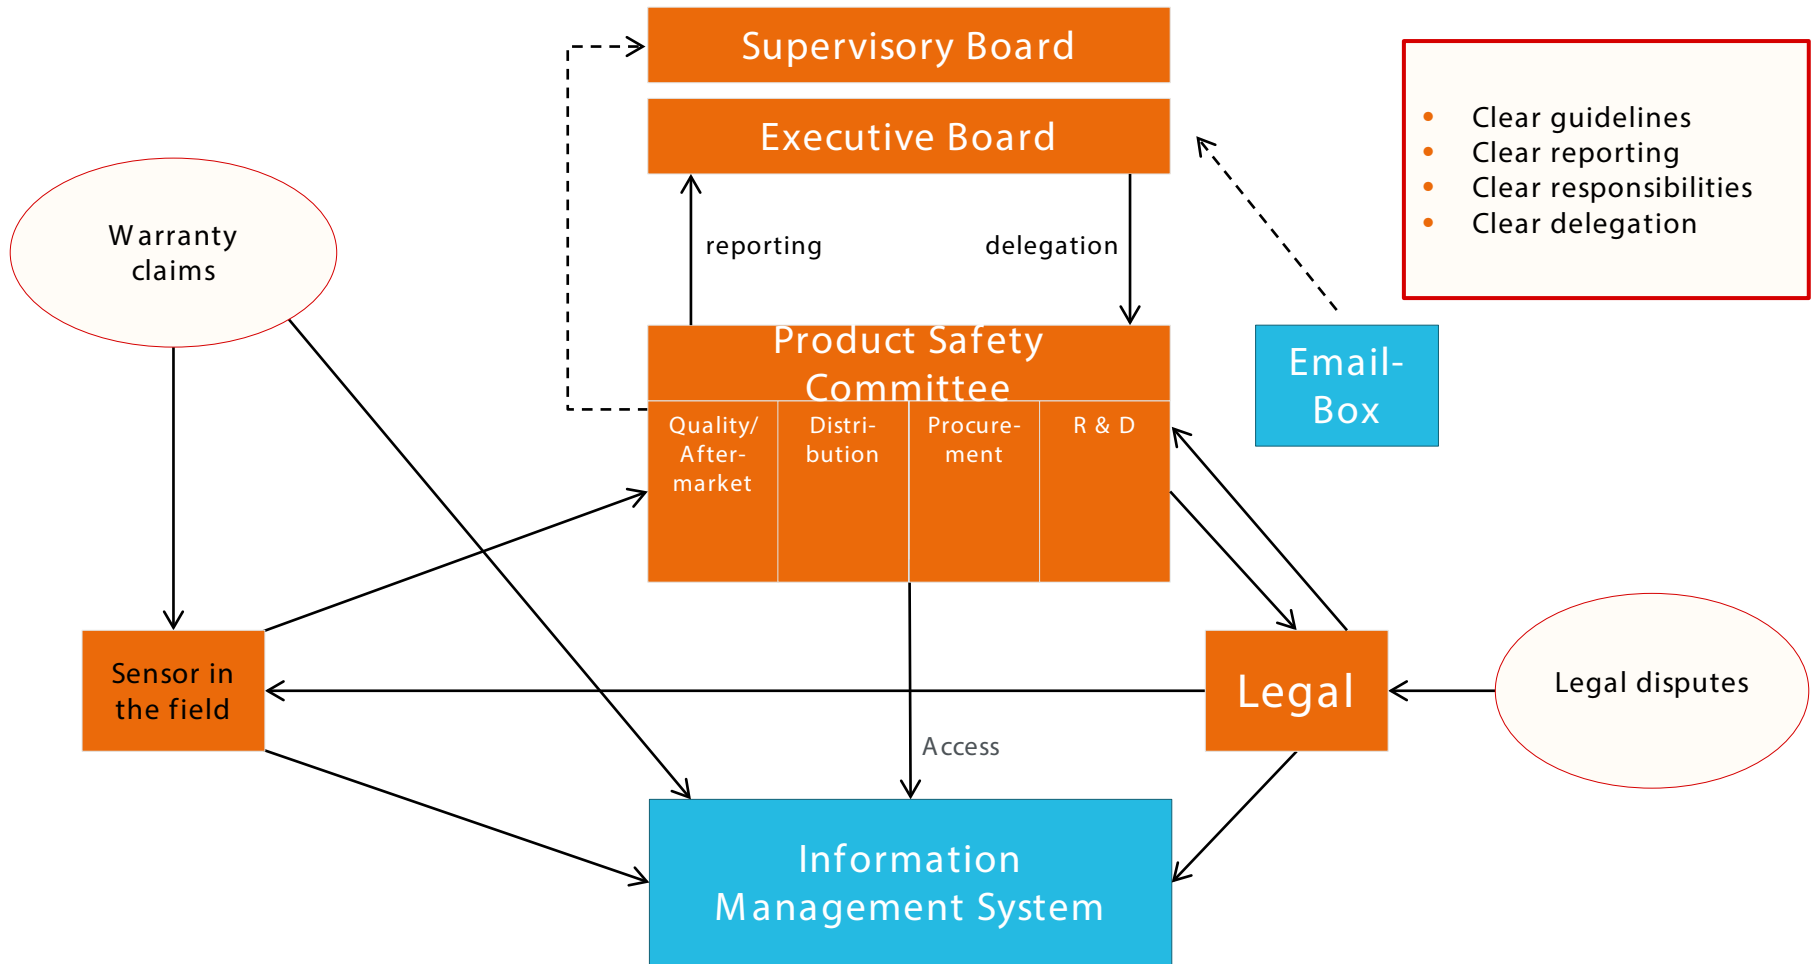 Supervisory Board
Executive Board
• Clear guidelines
• Clear reporting
• Clear responsibilities
• Clear delegation
Warranty
claims
reporting
delegation
Product Safety
Committee
Email-
Box
Quality/
After-
market
Distri-
bution
Procure-
ment
R & D
Sensor in
the field
Legal
Legal disputes
Access
Information
Management System